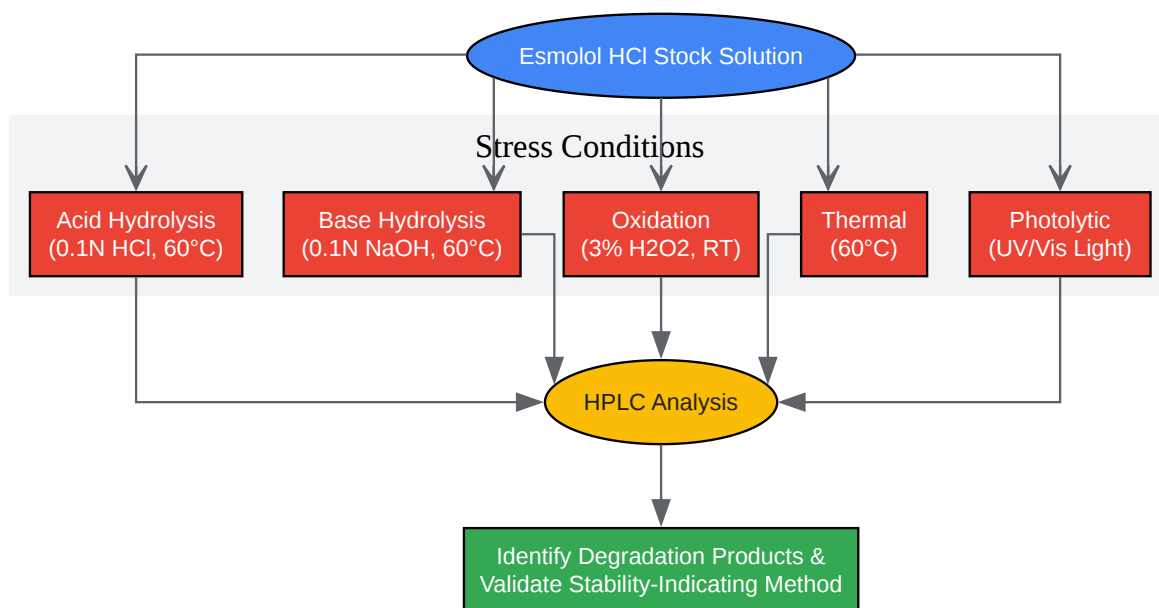 Esmolol HCl Stock Solution
Stress Conditions
Acid Hydrolysis
(0.1N HCl, 60°C)
Base Hydrolysis
(0.1N NaOH, 60°C)
Oxidation
(3% H2O2, RT)
Thermal
(60°C)
Photolytic
(UV/Vis Light)
HPLC Analysis
Identify Degradation Products &
Validate Stability-Indicating Method